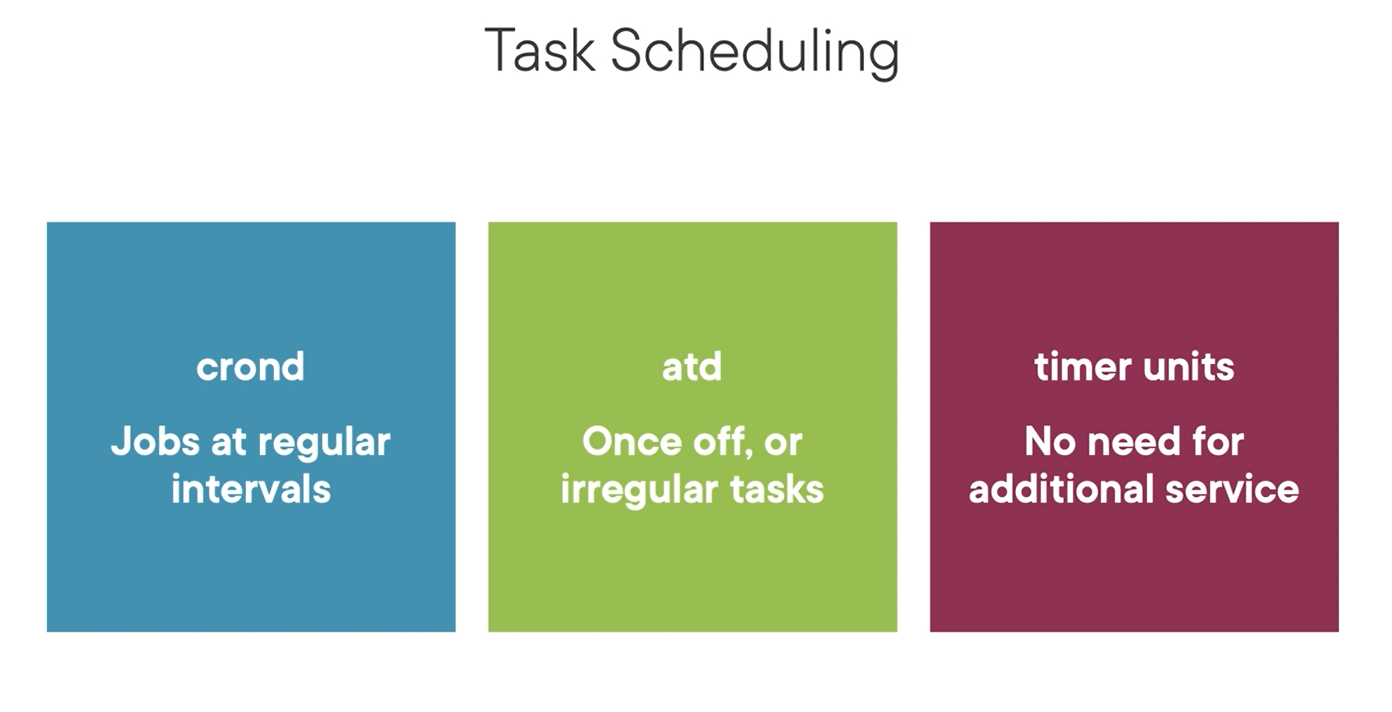 Task Scheduling
crond
Jobs at regular
intervals
atd
Once off, or
irregular tasks
timer units
No need for
additional service